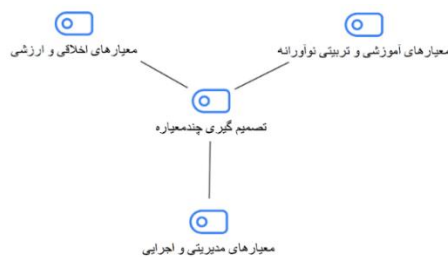 معیارهای آموزشی و تربیتی نوآورانه
معیارهای اخلاقی و ارزشی
تصمیم گیری چندمعیاره
معیارهای مدیریتی و اجرایی